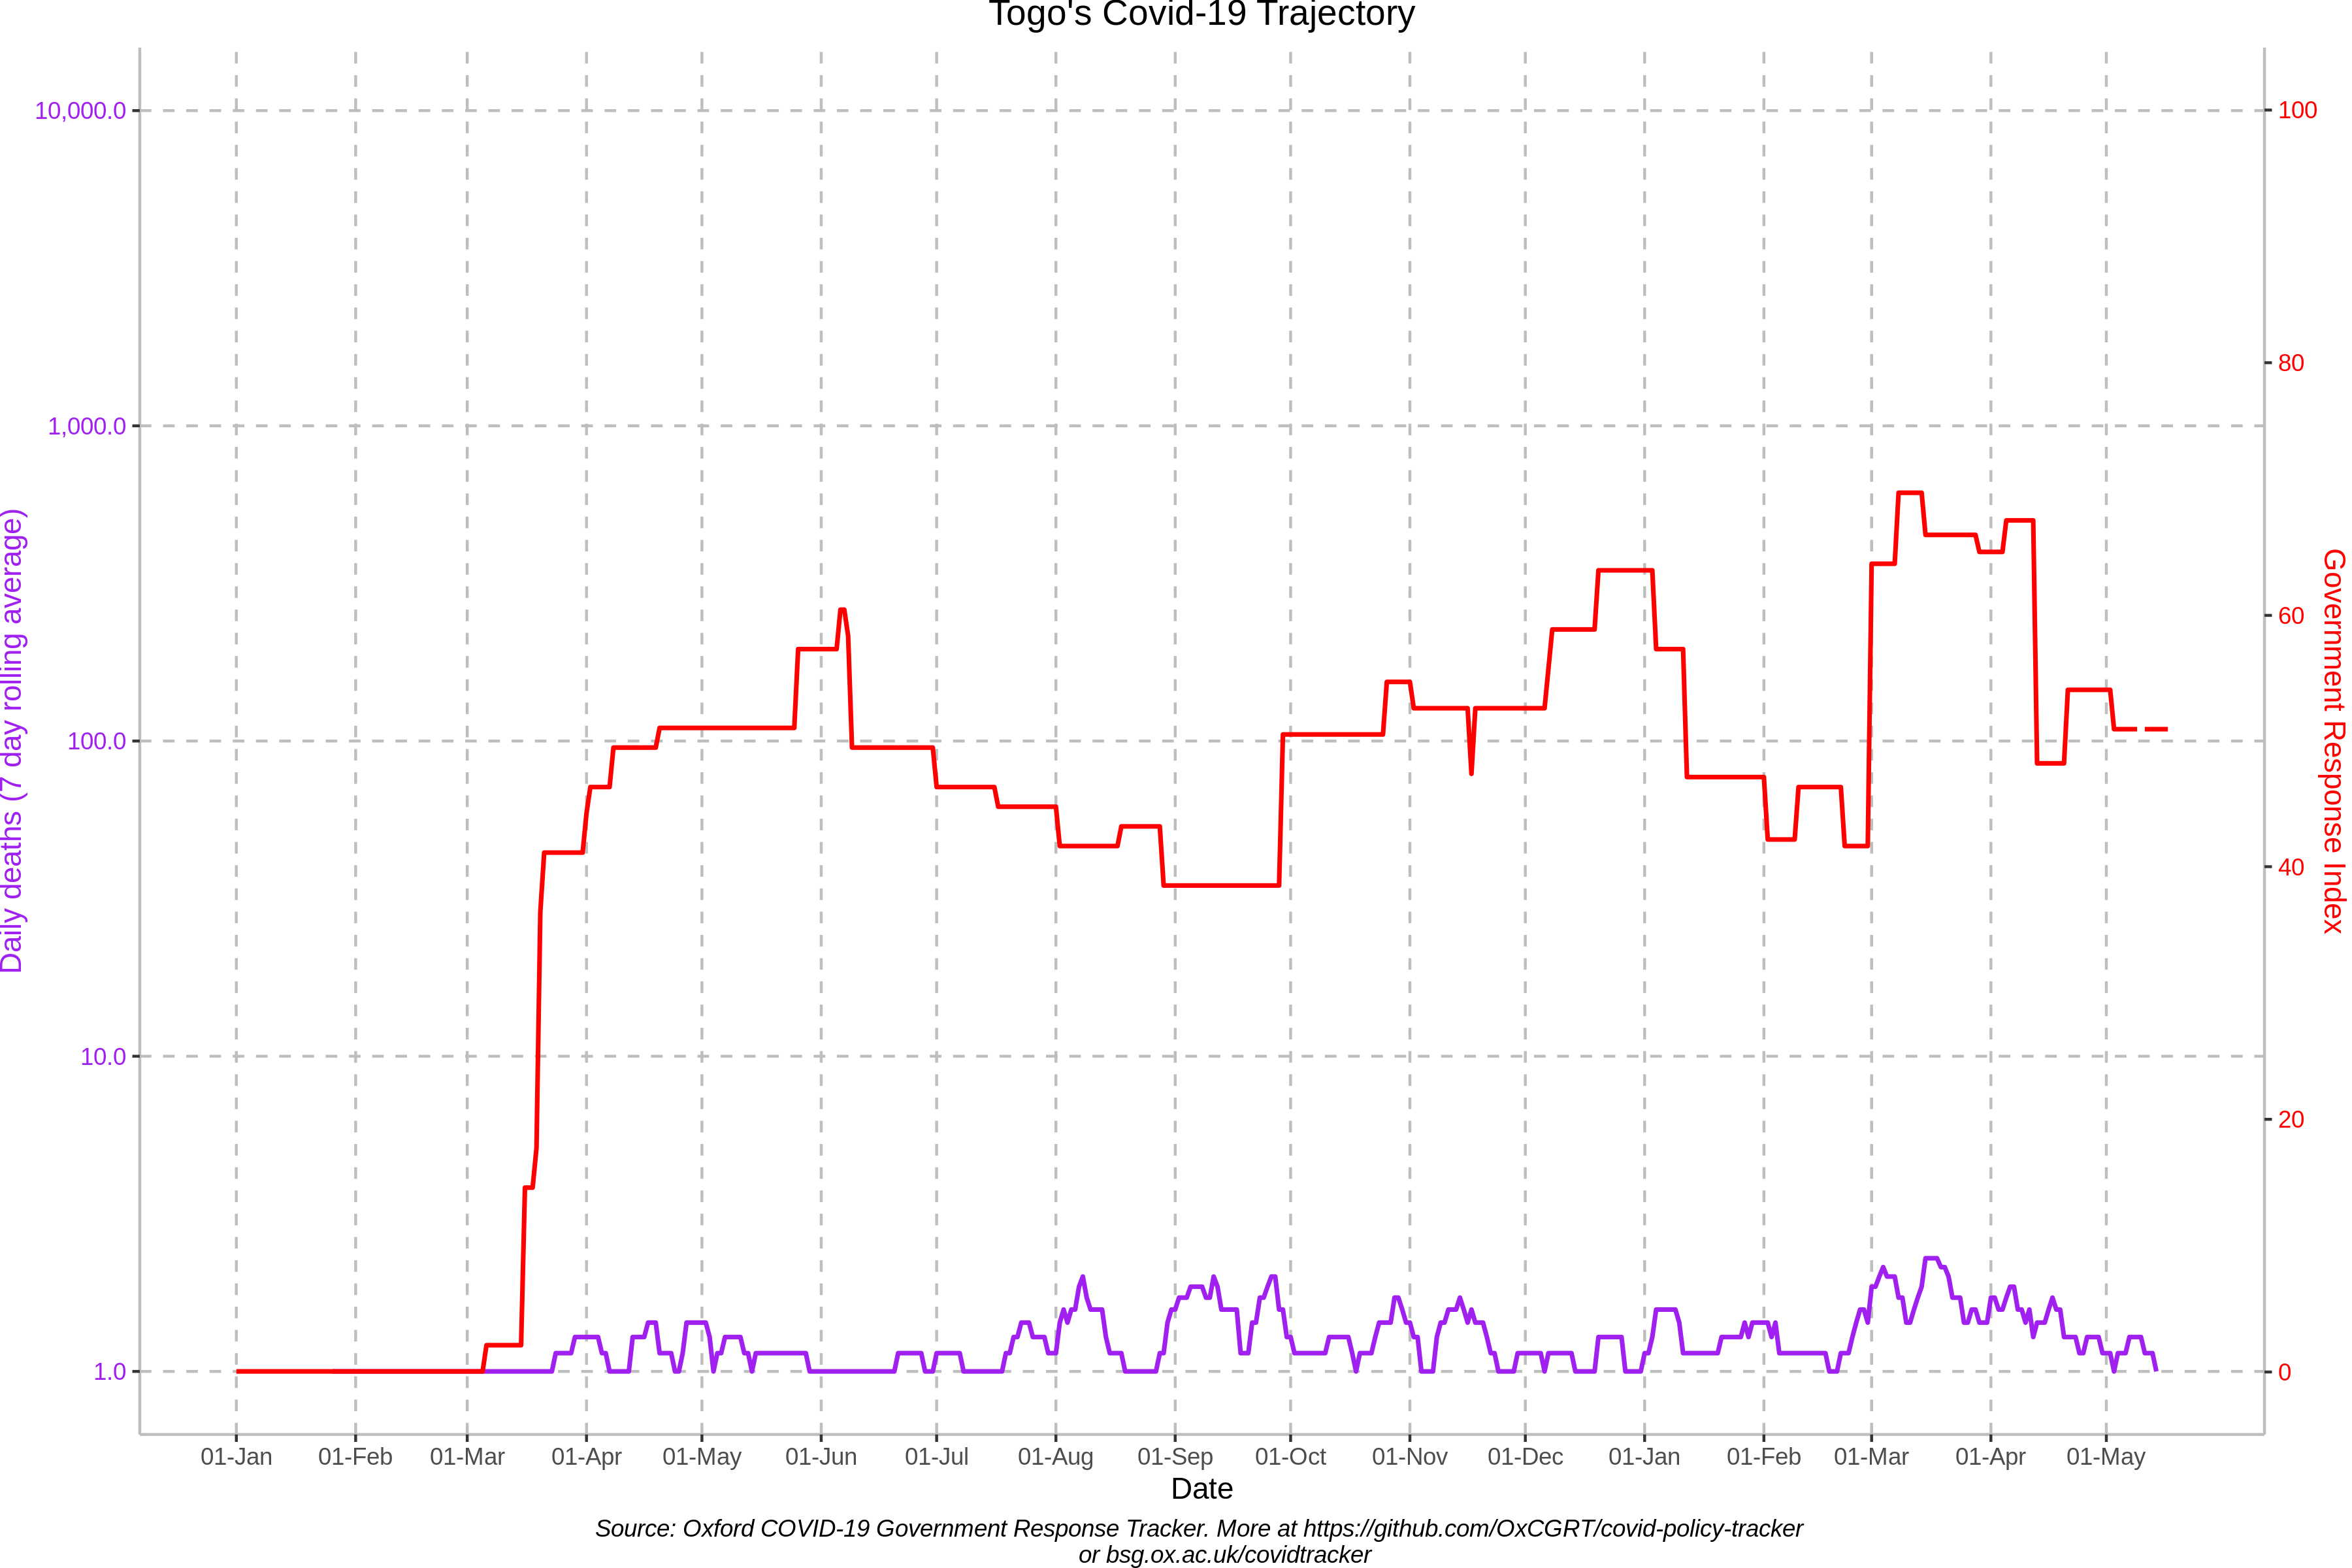 Togo's Covid-19 Trajectory
10,000.0
1,000.0
100.0
10.0
1.0
Daily deaths (7 day rolling average)
100
80
60
40
20
0
Government Response Index
01-Jan 01-Feb 01-Mar 01-Apr 01-May 01-Jun 01-Jul 01-Aug 01-Sep 01-Oct 01-Nov 01-Dec 01-Jan 01-Feb 01-Mar 01-Apr 01-May
Date
Source: Oxford COVID-19 Government Response Tracker. More at https://github.com/OxCGRT/covid-policy-tracker
or bsg.ox.ac.uk/covidtracker